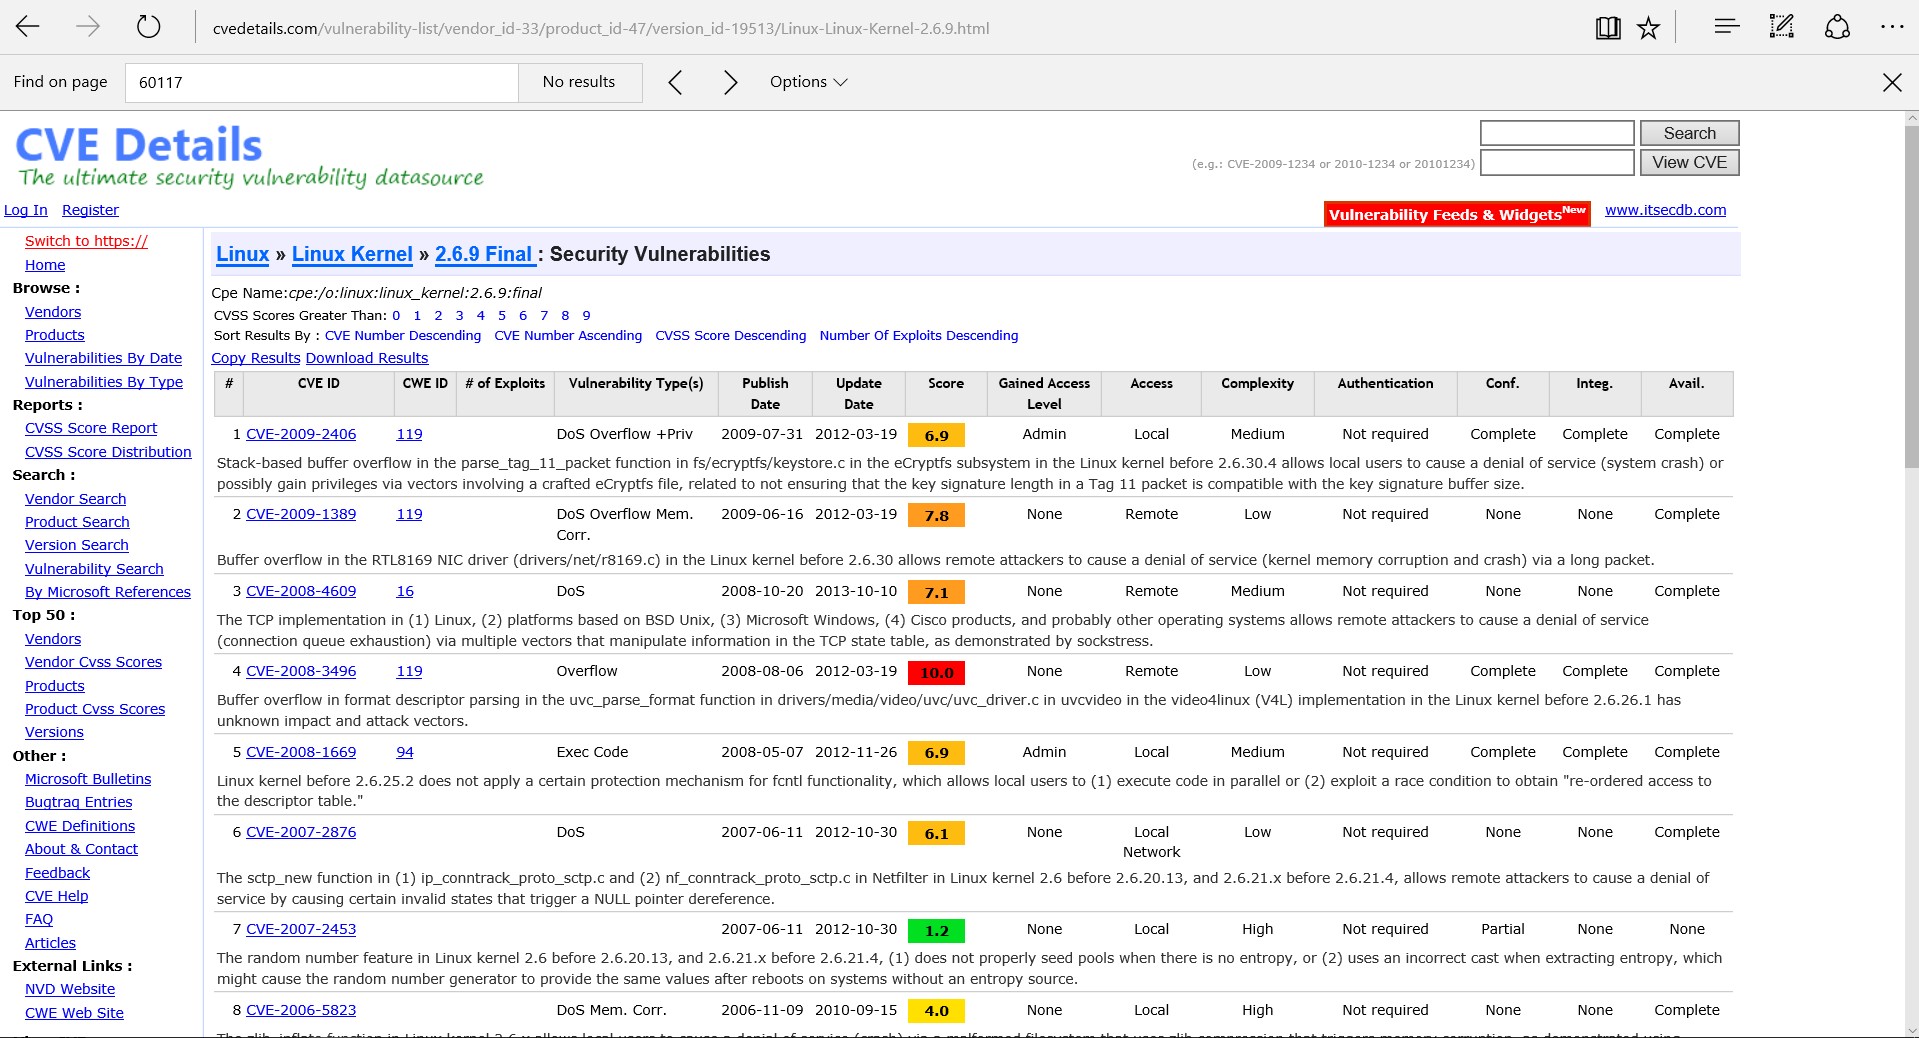 cvedetails.com/vulnerability-list/vendor_id-33/product_id-47/version_id-19513/Linux-Linux-Kernel-2.6.9.html
Find on page 60117 No results Options
CVE Details
The ultimate security vulnerability datasource
Search
(e.g.: CVE-2009-1234 or 2010-1234 or 20101234) View CVE
Log In Register
Vulnerability Feeds & Widgets New www.itsecdb.com
Switch to https://
Home
Browse :
Vendors
Products
Vulnerabilities By Date
Vulnerabilities By Type
Reports :
CVSS Score Report
CVSS Score Distribution
Search :
Vendor Search
Product Search
Version Search
Vulnerability Search
By Microsoft References
Top 50 :
Vendors
Vendor Cvss Scores
Products
Product Cvss Scores
Versions
Other :
Microsoft Bulletins
Bugtraq Entries
CWE Definitions
About & Contact
Feedback
CVE Help
FAQ
Articles
External Links :
NVD Website
CWE Web Site
Linux » Linux Kernel » 2.6.9 Final : Security Vulnerabilities
Cpe Name:cpe:/o:linux:linux_kernel:2.6.9:final
CVSS Scores Greater Than: 0 1 2 3 4 5 6 7 8 9
Sort Results By : CVE Number Descending CVE Number Ascending CVSS Score Descending Number Of Exploits Descending
Copy Results Download Results
# CVE ID CWE ID # of Exploits Vulnerability Type(s) Publish Date Update Date Score Gained Access Level Access Complexity Authentication Conf. Integ. Avail.
1 CVE-2009-2406 119 DoS Overflow +Priv 2009-07-31 2012-03-19 6.9 Admin Local Medium Not required Complete Complete Complete
Stack-based buffer overflow in the parse_tag_11_packet function in fs/ecryptfs/keystore.c in the eCryptfs subsystem in the Linux kernel before 2.6.30.4 allows local users to cause a denial of service (system crash) or
possibly gain privileges via vectors involving a crafted eCryptfs file, related to not ensuring that the key signature length in a Tag 11 packet is compatible with the key signature buffer size.
2 CVE-2009-1389 119 DoS Overflow Mem. Corr. 2009-06-16 2012-03-19 7.8 None Remote Low Not required None None Complete
Buffer overflow in the RTL8169 NIC driver (drivers/net/r8169.c) in the Linux kernel before 2.6.30 allows remote attackers to cause a denial of service (kernel memory corruption and crash) via a long packet.
3 CVE-2008-4609 16 DoS 2008-10-20 2013-10-10 7.1 None Remote Medium Not required None None Complete
The TCP implementation in (1) Linux, (2) platforms based on BSD Unix, (3) Microsoft Windows, (4) Cisco products, and probably other operating systems allows remote attackers to cause a denial of service
(connection queue exhaustion) via multiple vectors that manipulate information in the TCP state table, as demonstrated by sockstress.
4 CVE-2008-3496 119 Overflow 2008-08-06 2012-03-19 10.0 None Remote Low Not required Complete Complete Complete
Buffer overflow in format descriptor parsing in the uvc_parse_format function in drivers/media/video/uvc/uvc_driver.c in uvcvideo in the video4linux (V4L) implementation in the Linux kernel before 2.6.26.1 has
unknown impact and attack vectors.
5 CVE-2008-1669 94 Exec Code 2008-05-07 2012-11-26 6.9 Admin Local Medium Not required Complete Complete Complete
Linux kernel before 2.6.25.2 does not apply a certain protection mechanism for fcntl functionality, which allows local users to (1) execute code in parallel or (2) exploit a race condition to obtain "re-ordered access to
the descriptor table."
6 CVE-2007-2876 DoS 2007-06-11 2012-10-30 6.1 None Local Network Low Not required None None Complete
The sctp_new function in (1) ip_conntrack_proto_sctp.c and (2) nf_conntrack_proto_sctp.c in Netfilter in Linux kernel 2.6 before 2.6.20.13, and 2.6.21.x before 2.6.21.4, allows remote attackers to cause a denial of
service by causing certain invalid states that trigger a NULL pointer dereference.
7 CVE-2007-2453 2007-06-11 2012-10-30 1.2 None Local High Not required Partial None None
The random number feature in Linux kernel 2.6 before 2.6.20.13, and 2.6.21.x before 2.6.21.4, (1) does not properly seed pools when there is no entropy, or (2) uses an incorrect cast when extracting entropy, which
might cause the random number generator to provide the same values after reboots on systems without an entropy source.
8 CVE-2006-5823 DoS Mem. Corr. 2006-11-09 2010-09-15 4.0 None Local High Not required None None Complete